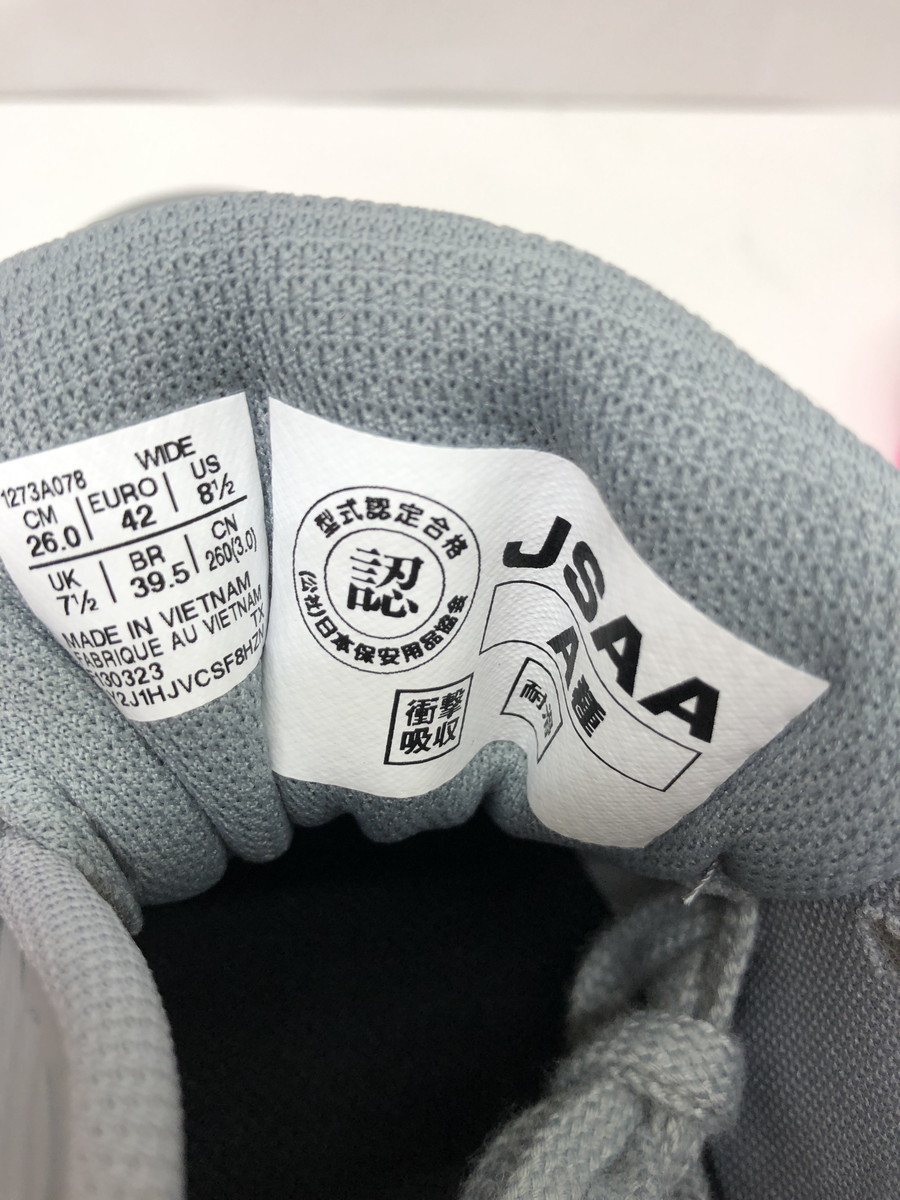 1273A078 WIDE
CM EURO US
26.0 42 8½
UK BR CN
7½ 39.5 260(3.0)
MADE IN VIETNAM
FABRIQUE AU VIETNAM
TX
130323
型式認定合格
認
(公社)日本保安用品協会
衝撃
吸収
JSAA
A種